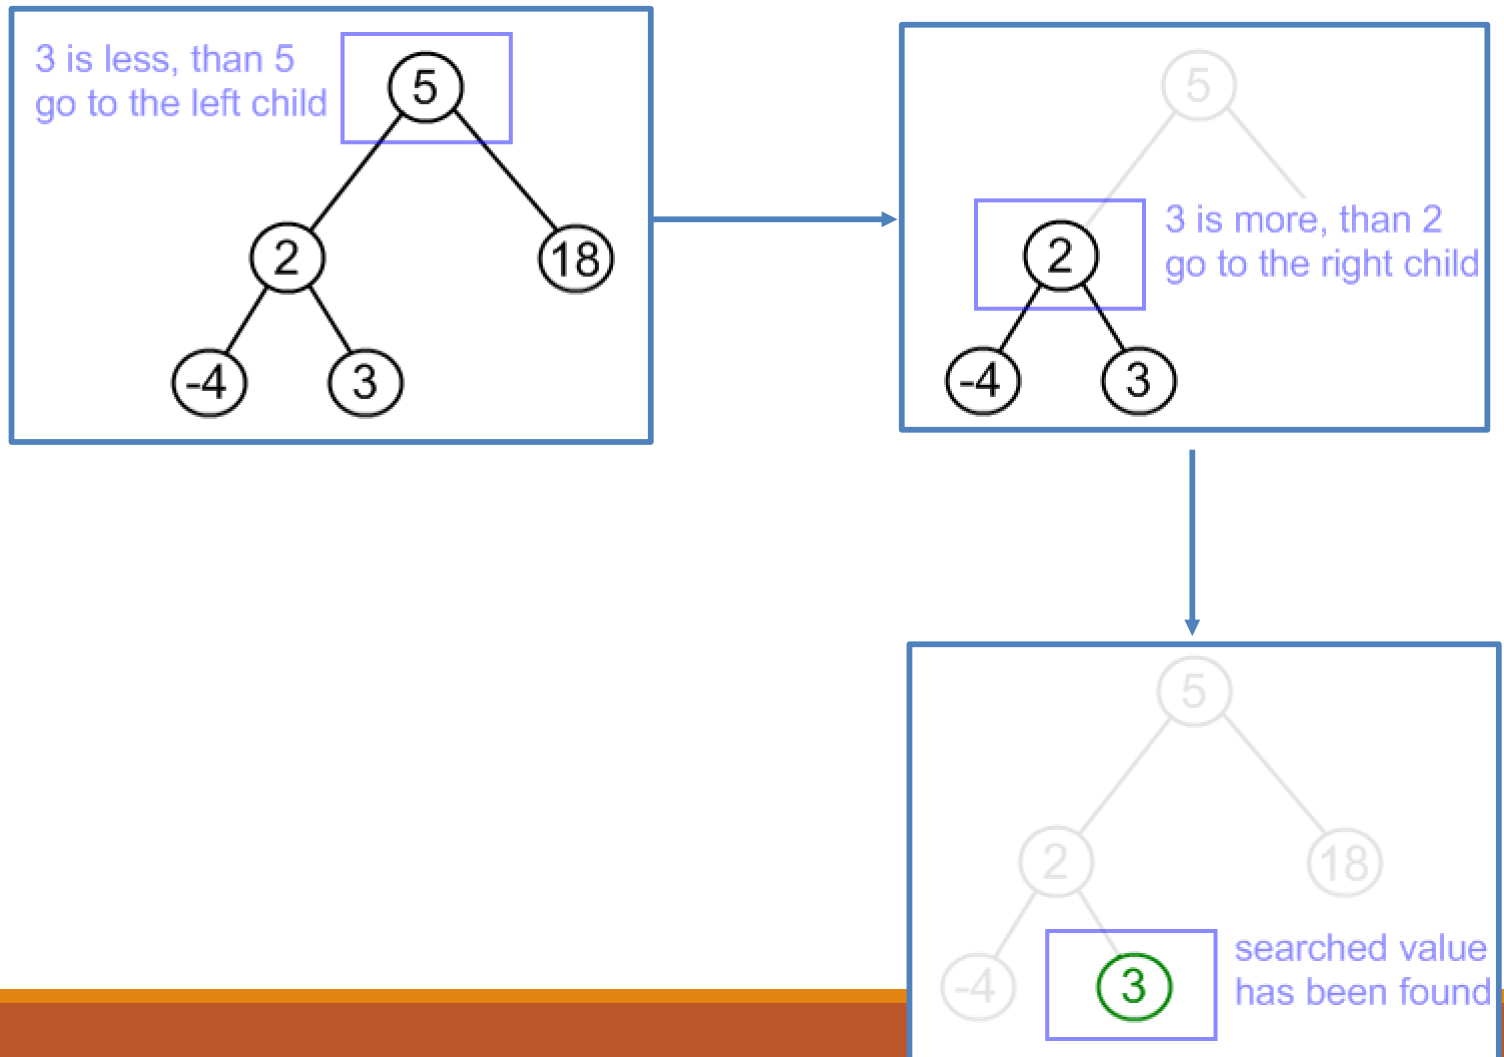 3 is less, than 5
go to the left child
5
2
18
-4
3
5
2
3 is more, than 2
go to the right child
-4
3
5
2
18
-4
3
searched value
has been found